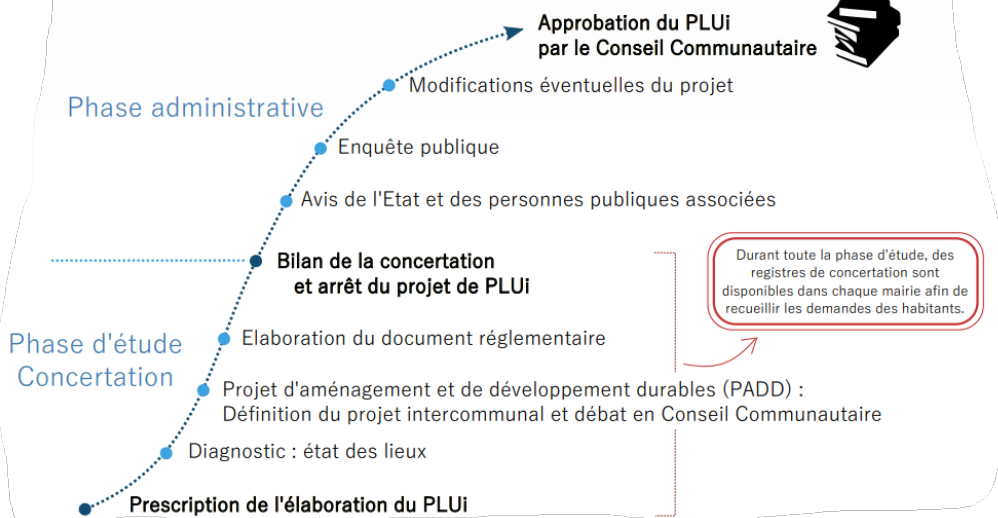 Approbation du PLUi
par le Conseil Communautaire
Modifications éventuelles du projet
Phase administrative
Enquête publique
Avis de l'Etat et des personnes publiques associées
Bilan de la concertation
et arrêt du projet de PLUi
Durant toute la phase d'étude, des
registres de concertation sont
disponibles dans chaque mairie afin de
recueillir les demandes des habitants.
Elaboration du document réglementaire
Phase d'étude
Concertation
Projet d'aménagement et de développement durables (PADD) :
Définition du projet intercommunal et débat en Conseil Communautaire
Diagnostic : état des lieux
Prescription de l'élaboration du PLUi